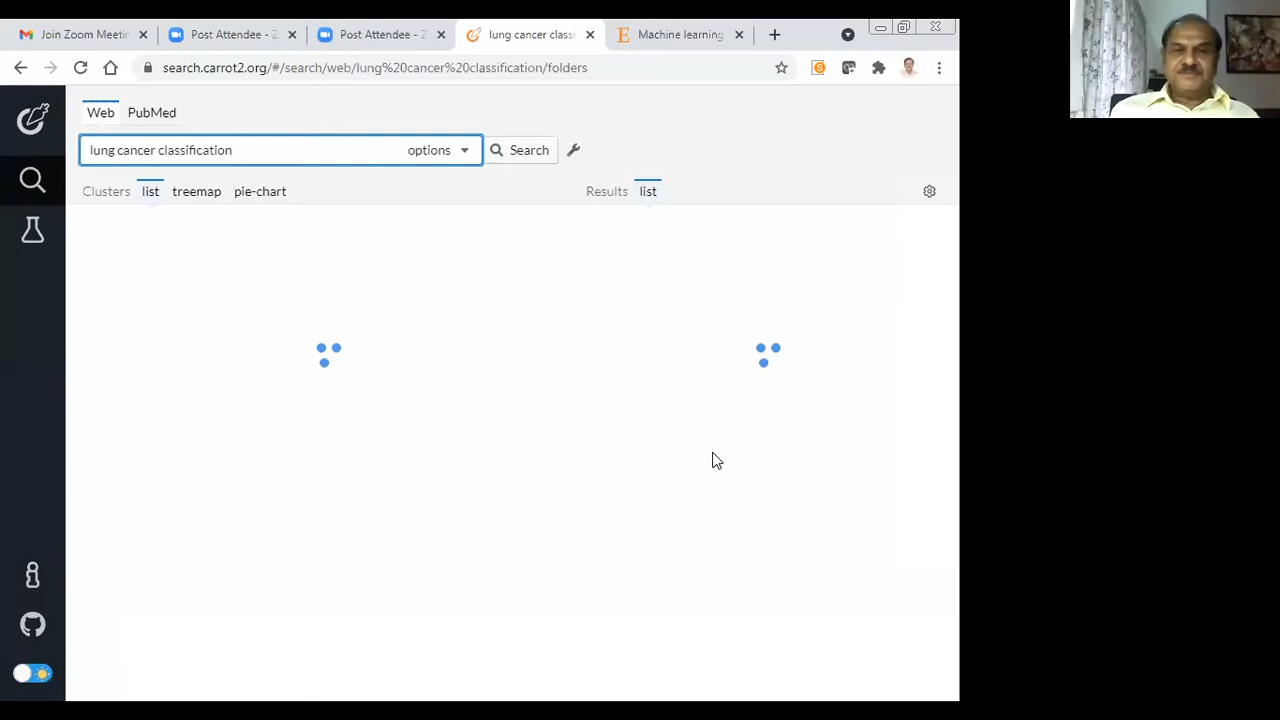 Join Zoom Meetin
Post Attendee - Z
Post Attendee - Z
lung cancer class
Machine learning
search.carrot2.org/#/search/web/lung%20cancer%20classification/folders
Web PubMed
lung cancer classification options Search
Clusters list treemap pie-chart Results list